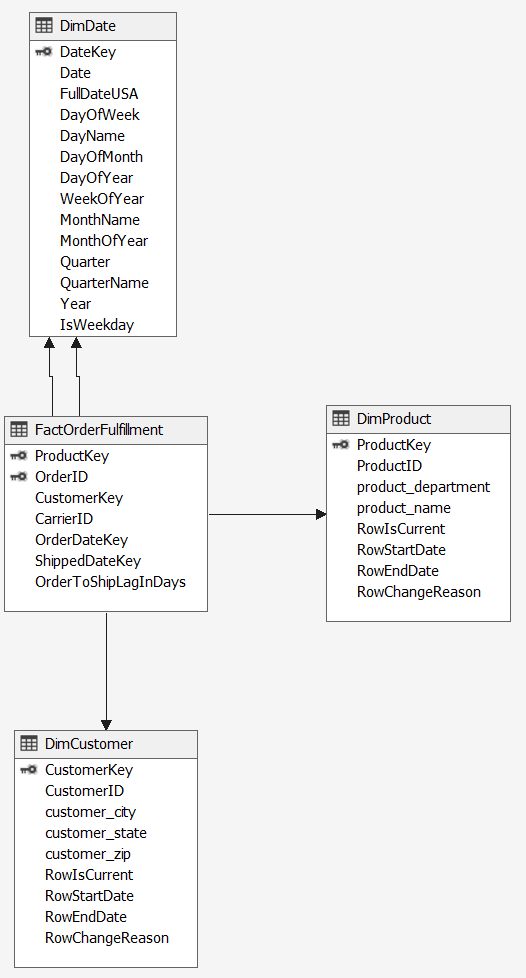 DimDate
DateKey
Date
FullDateUSA
DayOfWeek
DayName
DayOfMonth
DayOfYear
WeekOfYear
MonthName
MonthOfYear
Quarter
QuarterName
Year
IsWeekday
FactOrderFulfillment
ProductKey
OrderID
CustomerKey
CarrierID
OrderDateKey
ShippedDateKey
OrderToShipLagInDays
DimProduct
ProductKey
ProductID
product_department
product_name
RowIsCurrent
RowStartDate
RowEndDate
RowChangeReason
DimCustomer
CustomerKey
CustomerID
customer_city
customer_state
customer_zip
RowIsCurrent
RowStartDate
RowEndDate
RowChangeReason